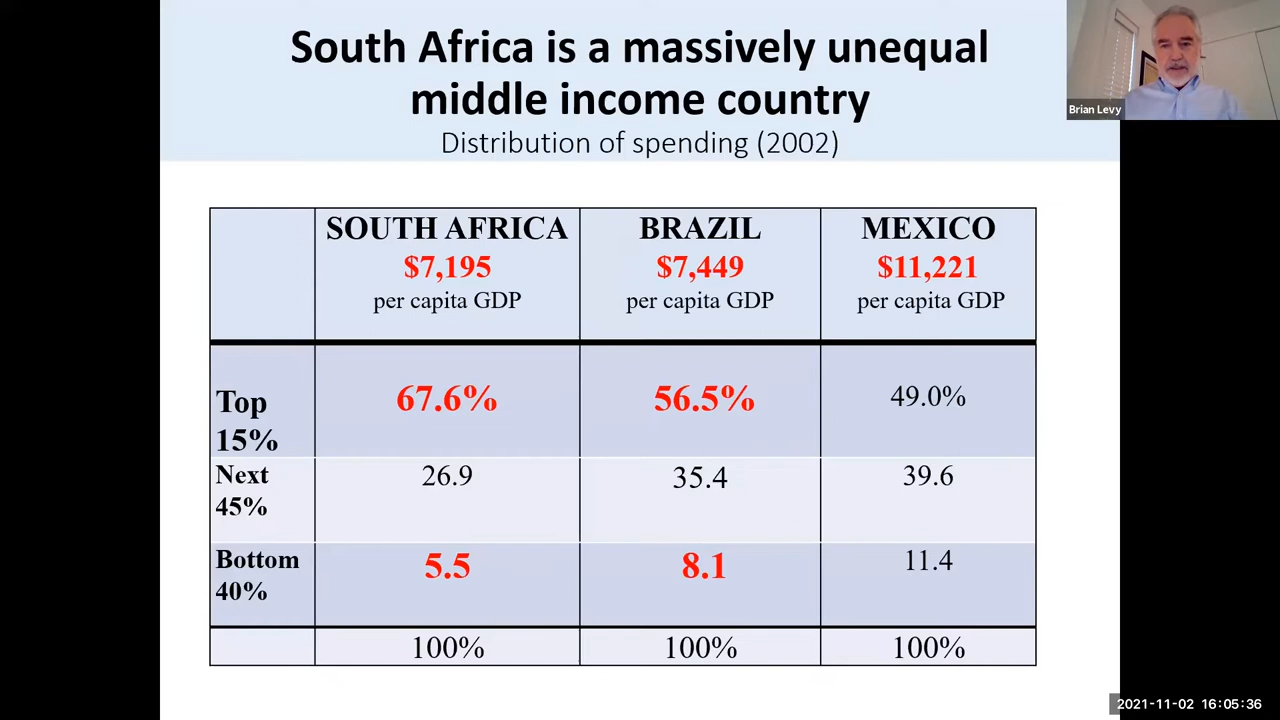 South Africa is a massively unequal
middle income country
Distribution of spending (2002)
Brian Levy
SOUTH AFRICA
$7,195
per capita GDP
BRAZIL
$7,449
per capita GDP
MEXICO
$11,221
per capita GDP
Top
15%
67.6%
56.5%
49.0%
Next
45%
26.9
35.4
39.6
Bottom
40%
5.5
8.1
11.4
100%
100%
100%
2021-11-02 16:05:36